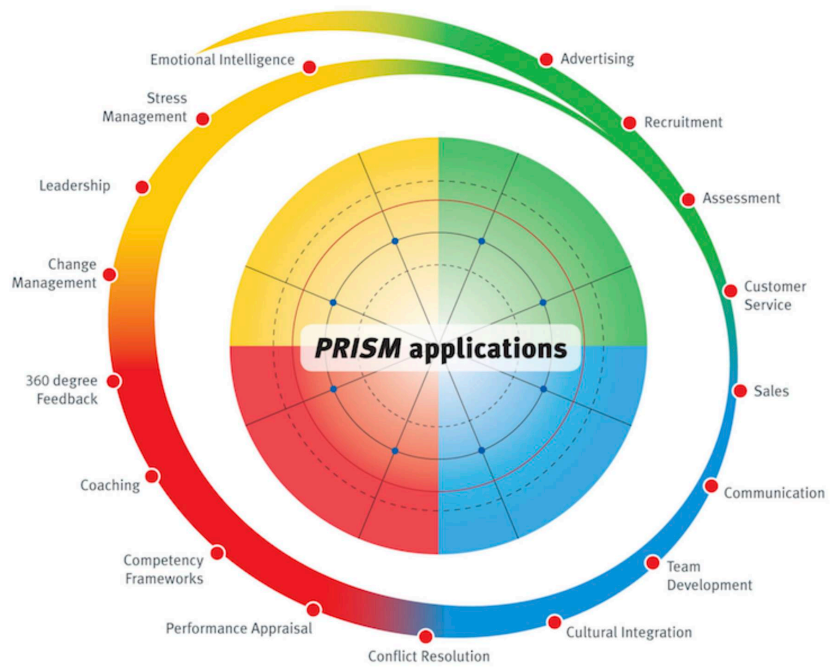 Emotional Intelligence
Advertising
Stress
Management
Recruitment
Leadership
Assessment
Change
Management
Customer
Service
PRISM applications
360 degree
Feedback
Sales
Coaching
Communication
Competency
Frameworks
Team
Development
Performance Appraisal
Cultural Integration
Conflict Resolution